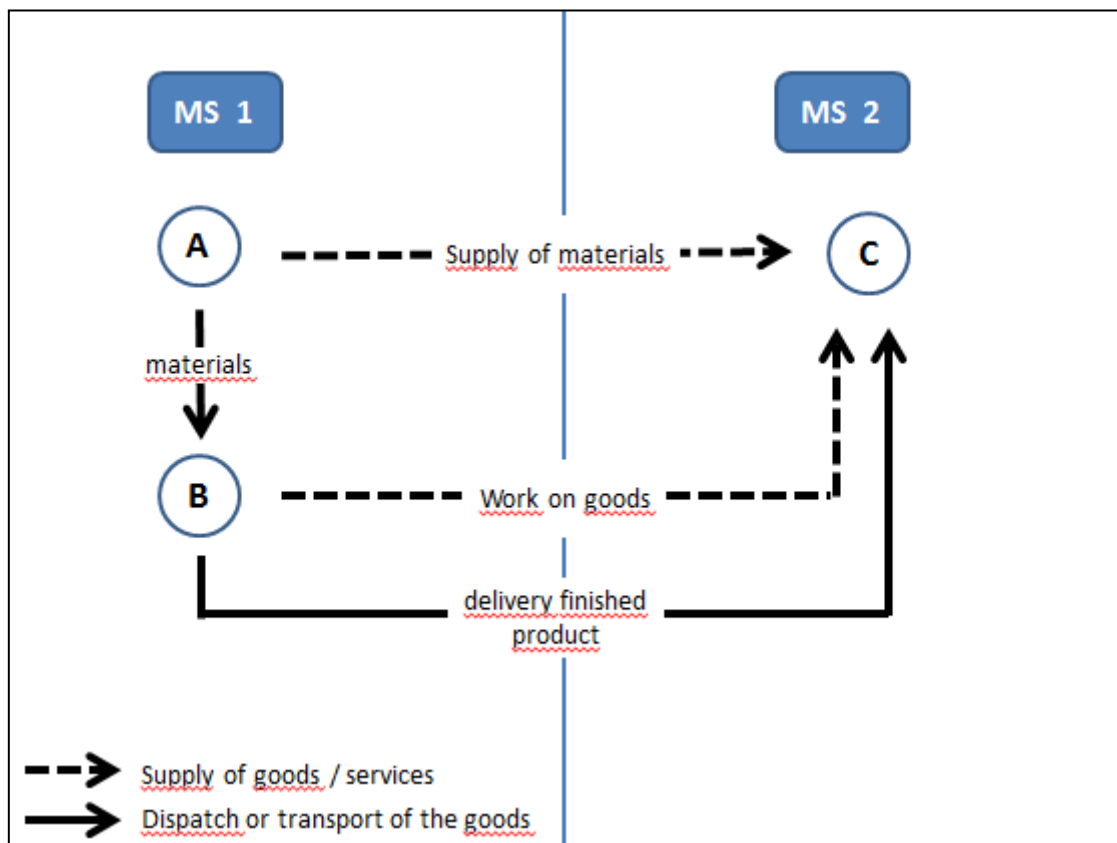 MS 1
MS 2
A
Supply of materials
C
materials
B
Work on goods
delivery finished
product
Supply of goods / services
Dispatch or transport of the goods